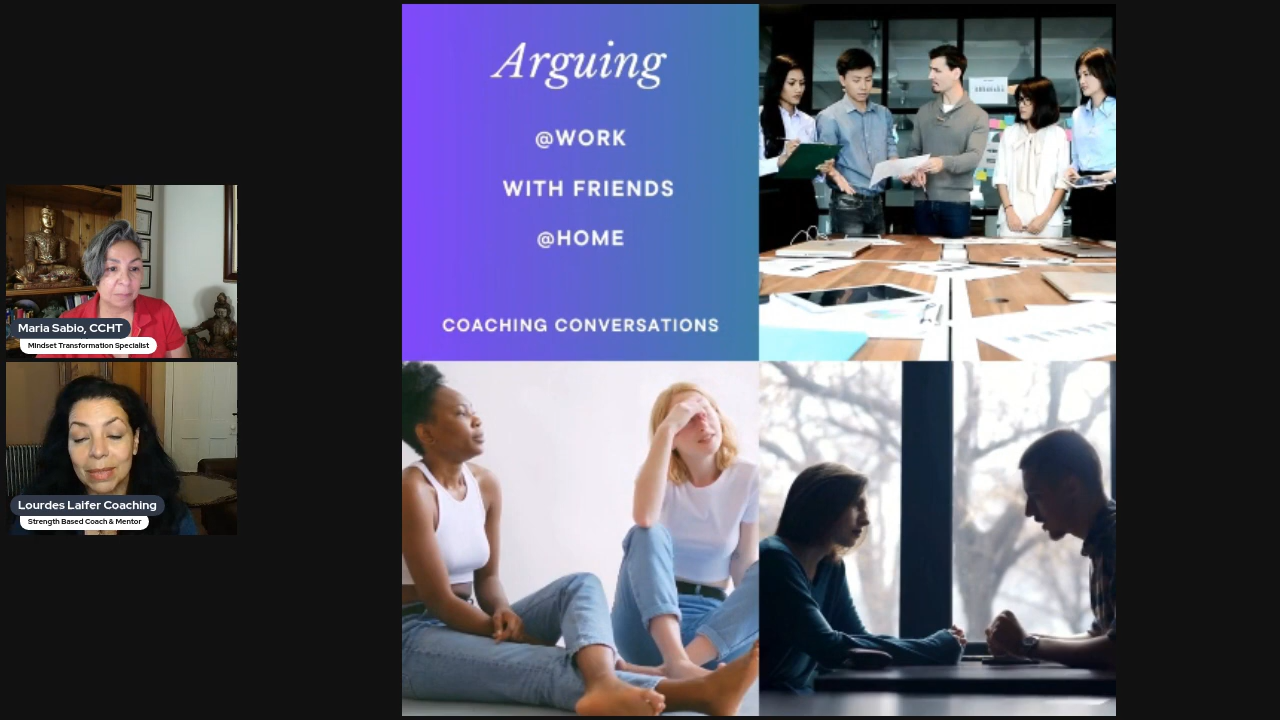 Arguing
@WORK
WITH FRIENDS
@HOME
COACHING CONVERSATIONS
Maria Sabio, CCHT
Mindset Transformation Specialist
Lourdes Laifer Coaching
Strength Based Coach & Mentor